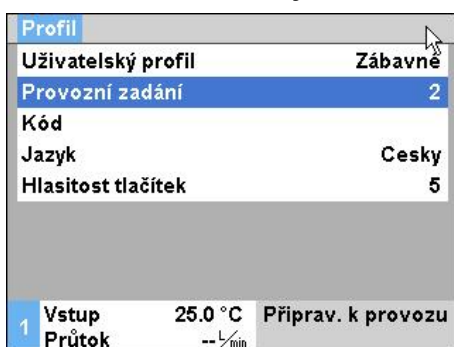 Profil
Uživatelský profil Zábavné
Provozní zadání 2
Kód
Jazyk Cesky
Hlasitost tlačítek 5
1 Vstup 25.0 °C Připrav. k provozu
Průtok -- L/min